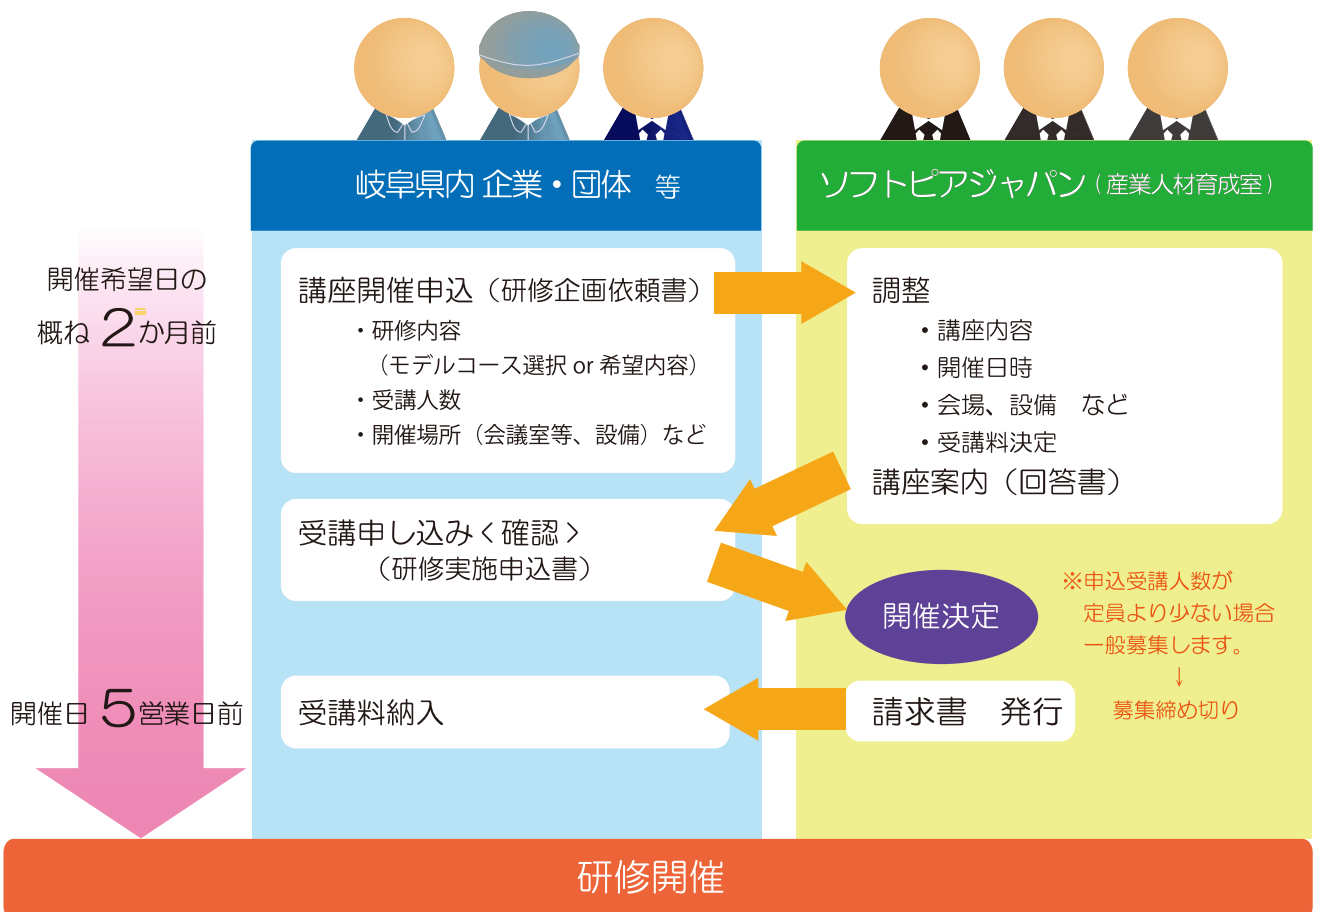 岐阜県内 企業・団体 等
ソフトピアジャパン（産業人材育成室）
開催希望日の
概ね 2か月前
講座開催申込（研修企画依頼書）
・研修内容
（モデルコース選択 or 希望内容）
・受講人数
・開催場所（会議室等、設備）など
調整
・講座内容
・開催日時
・会場、設備　など
・受講料決定
講座案内（回答書）
受講申し込み＜確認＞
（研修実施申込書）
開催決定
※申込受講人数が
定員より少ない場合
一般募集します。
↓
募集締め切り
開催日 5営業日前
受講料納入
請求書　発行
研修開催